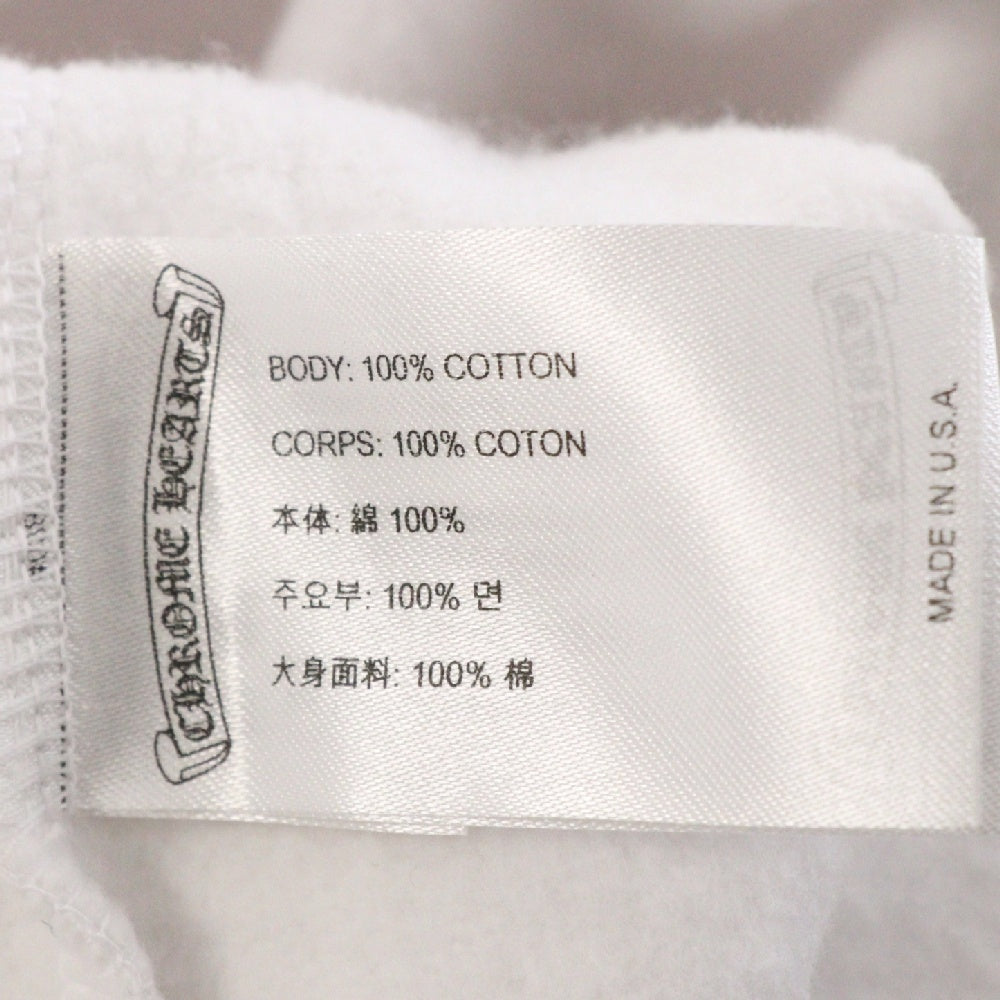 CHROME HEARTS
BODY: 100% COTTON
CORPS: 100% COTON
本体: 綿 100%
주요부: 100% 면
大身面料: 100% 棉
MADE IN U.S.A.